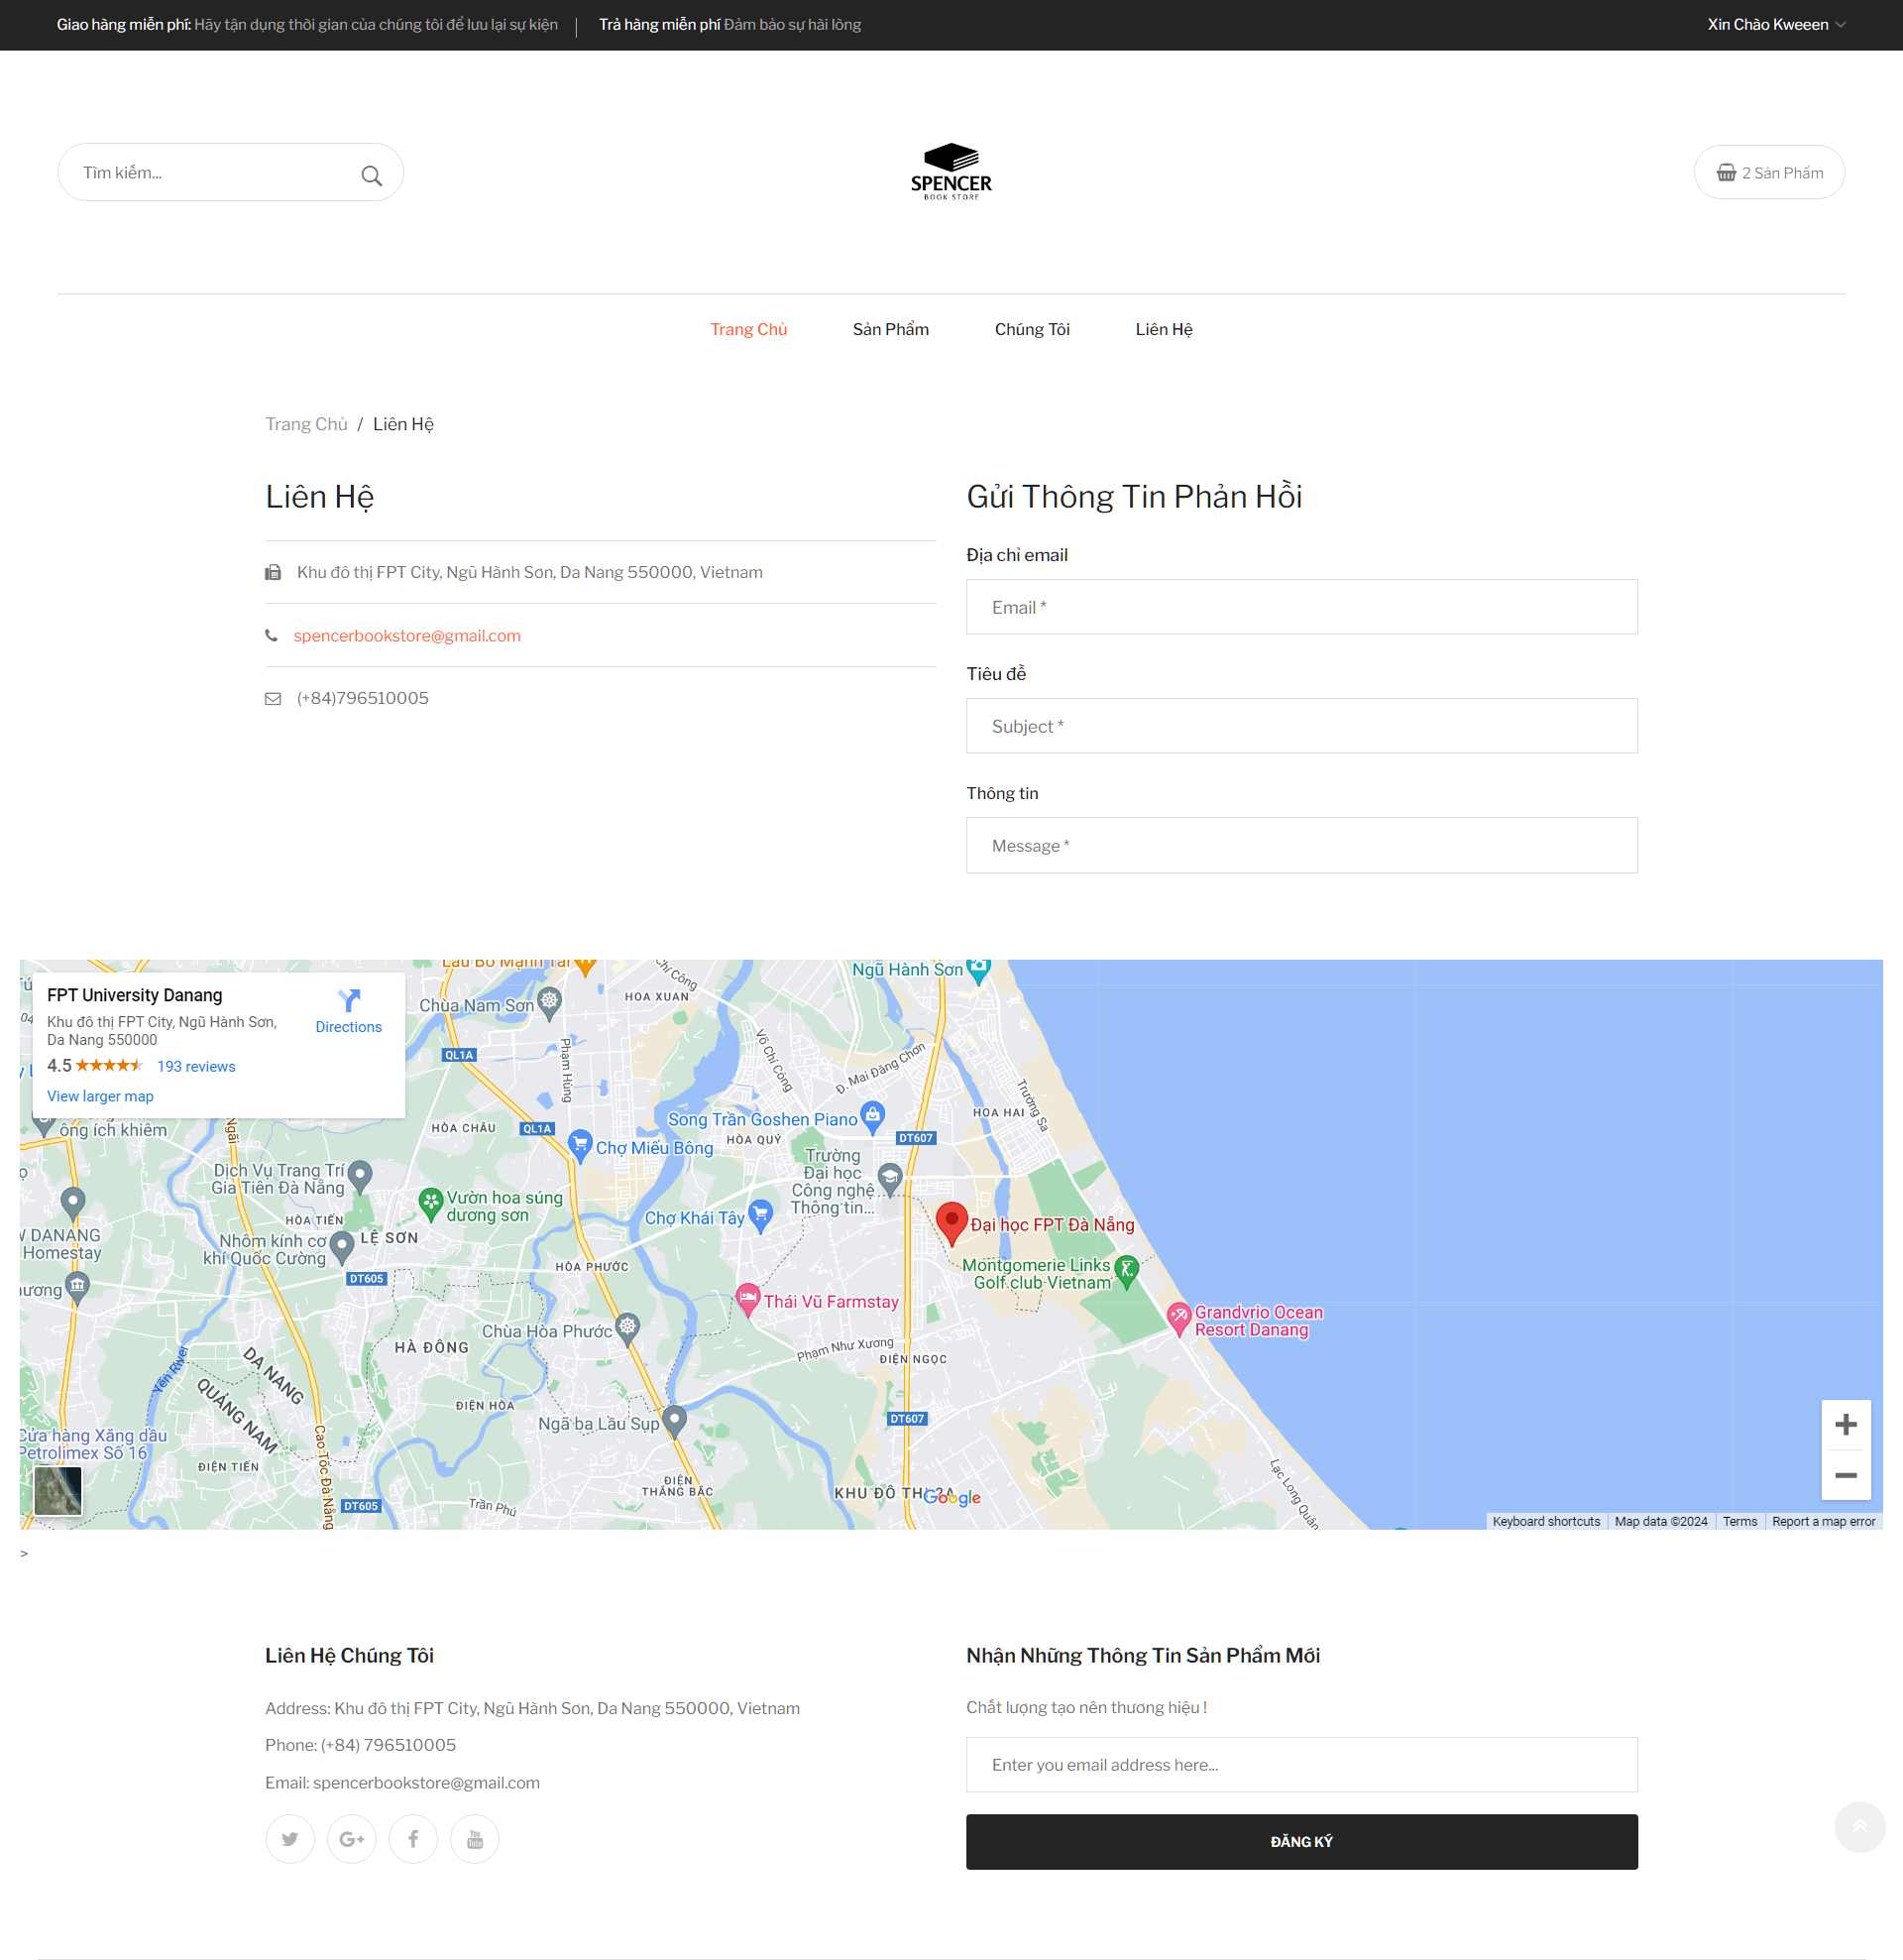 Giao hàng miễn phí: Hãy tận dụng thời gian của chúng tôi để lưu lại sự kiện
Trả hàng miễn phí Đảm bảo sự hài lòng
Xin Chào Kweeen
Tìm kiếm...
SPENCER
BOOK STORE
2 Sản Phẩm
Trang Chủ
Sản Phẩm
Chúng Tôi
Liên Hệ
Trang Chủ / Liên Hệ
Liên Hệ
Khu đô thị FPT City, Ngũ Hành Sơn, Da Nang 550000, Vietnam
spencerbookstore@gmail.com
(+84)796510005
Gửi Thông Tin Phản Hồi
Địa chỉ email
Email *
Tiêu đề
Subject *
Thông tin
Message *
FPT University Danang
Khu đô thị FPT City, Ngũ Hành Sơn,
Da Nang 550000
4.5
193 reviews
View larger map
Directions
Ngũ Hành Sơn
HOA XUAN
Chùa Nam Sơn
QL1A
Phạm Hùng
Võ Chí Công
Đ. Mai Đăng Chơn
Trường Sa
HOA HAI
ông ích khiêm
HÒA CHÂU
QL1A
Song Trần Goshen Piano
HÒA QUÝ
DT607
Chợ Miếu Bông
Dịch Vụ Trang Trí
Gia Tiên Đà Nẵng
Trường
Đại học
Công nghệ
Thông tin...
Vườn hoa súng
dương sơn
HÒA TIẾN
Chợ Khái Tây
Đại học FPT Đà Nẵng
DANANG
Homestay
Nhôm kính cơ
khí Quốc Cường
LỆ SƠN
DT605
HÒA PHƯỚC
Montgomerie Links
Golf club Vietnam
Thái Vũ Farmstay
Grandvrio Ocean
Resort Danang
Chùa Hòa Phước
HÀ ĐÔNG
Phạm Như Xương
ĐIỆN NGỌC
Yên River
DA NANG
QUẢNG NAM
ĐIỆN HÒA
Ngã ba Lầu Sụp
DT607
Cửa hàng Xăng dầu
Petrolimex Số 16
ĐIỆN TIẾN
Cao Tốc Đà Nẵng
DT605
Trần Phú
ĐIỆN
THẮNG BẮC
Google
Lạc Long Quân
Keyboard shortcuts
Map data ©2024
Terms
Report a map error
>
Liên Hệ Chúng Tôi
Address: Khu đô thị FPT City, Ngũ Hành Sơn, Da Nang 550000, Vietnam
Phone: (+84) 796510005
Email: spencerbookstore@gmail.com
Nhận Những Thông Tin Sản Phẩm Mới
Chất lượng tạo nên thương hiệu !
Enter you email address here...
ĐĂNG KÝ